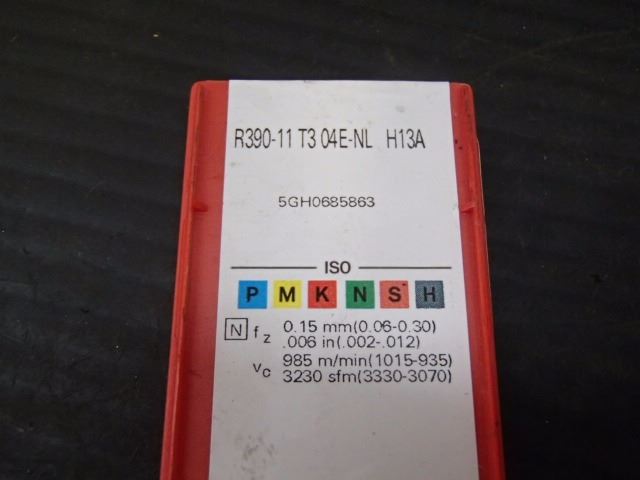 R390-11 T3 04E-NL H13A
5GH0685863
ISO
P M K N S H
N fz 0.15 mm(0.06-0.30)
.006 in(.002-.012)
vc 985 m/min(1015-935)
3230 sfm(3330-3070)